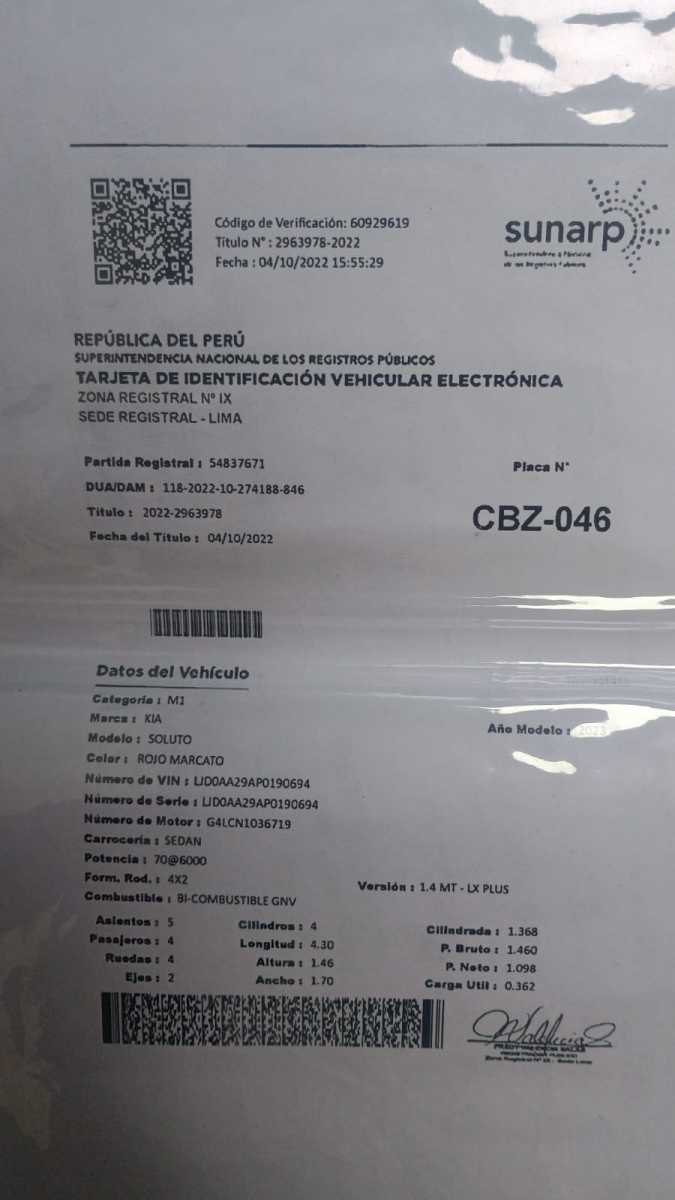 Código de Verificación: 60929619
Título N° : 2963978-2022
Fecha : 04/10/2022 15:55:29
sunarp
REPÚBLICA DEL PERÚ
SUPERINTENDENCIA NACIONAL DE LOS REGISTROS PÚBLICOS
TARJETA DE IDENTIFICACIÓN VEHICULAR ELECTRÓNICA
ZONA REGISTRAL N° IX
SEDE REGISTRAL - LIMA
Partida Registral : 54837671
Placa N°
DUA/DAM : 118-2022-10-274188-846
Titulo : 2022-2963978
CBZ-046
Fecha del Titulo : 04/10/2022
Datos del Vehículo
Categoria : M1
Marca : KIA
Año Modelo : 2023
Modelo : SOLUTO
Color : ROJO MARCATO
Número de VIN : LJD0AA29AP0190694
Número de Serie : LJD0AA29AP0190694
Número de Motor : G4LCN1036719
Carrocería : SEDAN
Potencia : 70@6000
Form. Rod. : 4X2
Versión : 1.4 MT - LX PLUS
Combustible : BI-COMBUSTIBLE GNV
Asientos : 5 Cilindros : 4 Cilindrada : 1.368
Pasajeros : 4 Longitud : 4.30 P. Bruto : 1.460
Ruedas : 4 Altura : 1.46 P. Neto : 1.098
Ejes : 2 Ancho : 1.70 Carga Util : 0.362